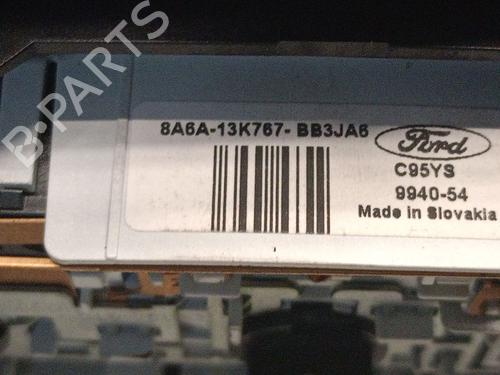 B-PARTS
8A6A-13K767- BB3JA6
Ford
C95YS
9940-54
Made in Slovakia